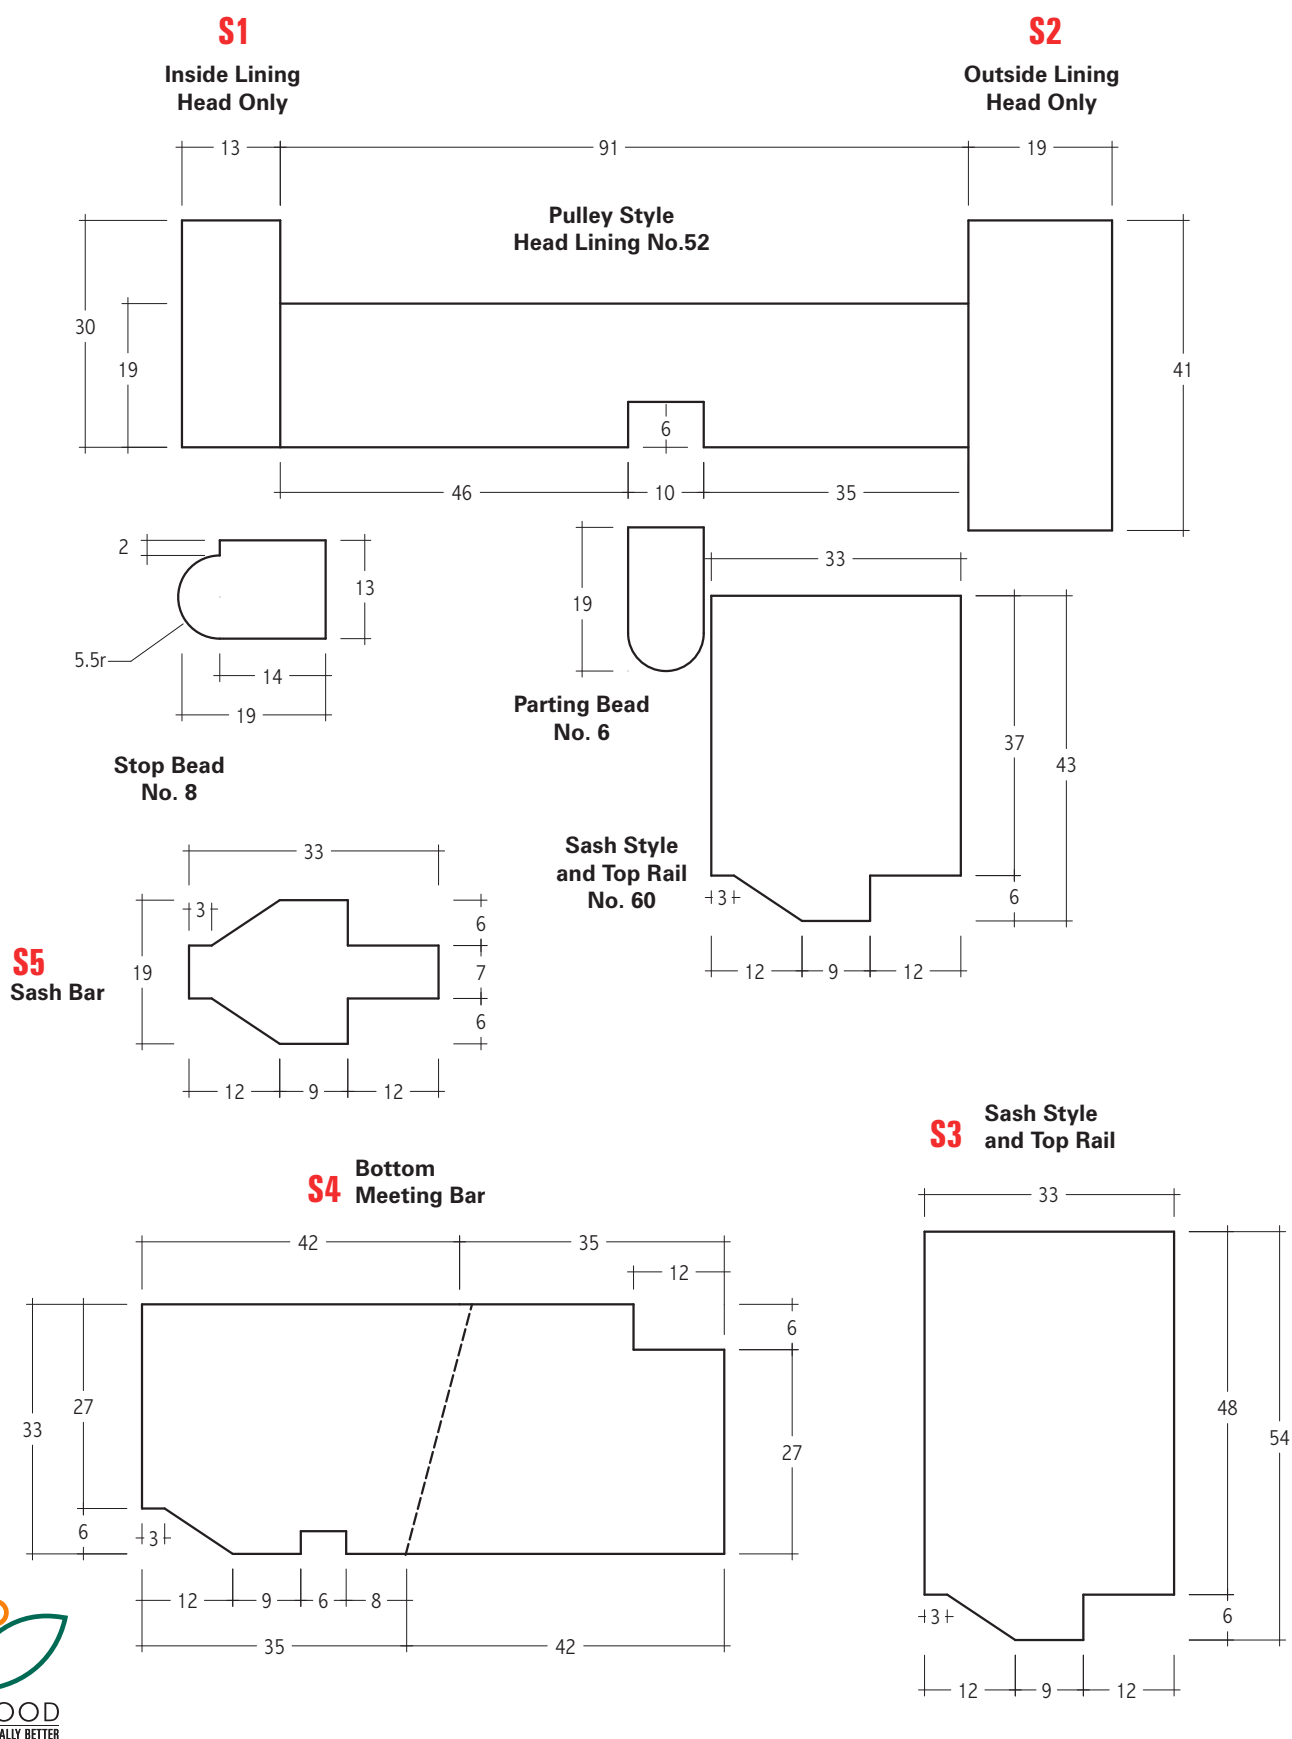 S1
Inside Lining
Head Only
S2
Outside Lining
Head Only
13
91
19
Pulley Style
Head Lining No.52
30
19
41
6
46
10
35
2
13
5.5r
14
19
Stop Bead
No. 8
19
Parting Bead
No. 6
33
37
43
Sash Style
and Top Rail
No. 60
3
6
12
9
12
33
3
6
S5
Sash Bar
19
7
6
12
9
12
S3
Sash Style
and Top Rail
S4
Bottom
Meeting Bar
33
42
35
12
6
27
33
27
48
54
6
3
12
9
6
8
35
42
3
6
12
9
12
OOD
ALLY BETTER